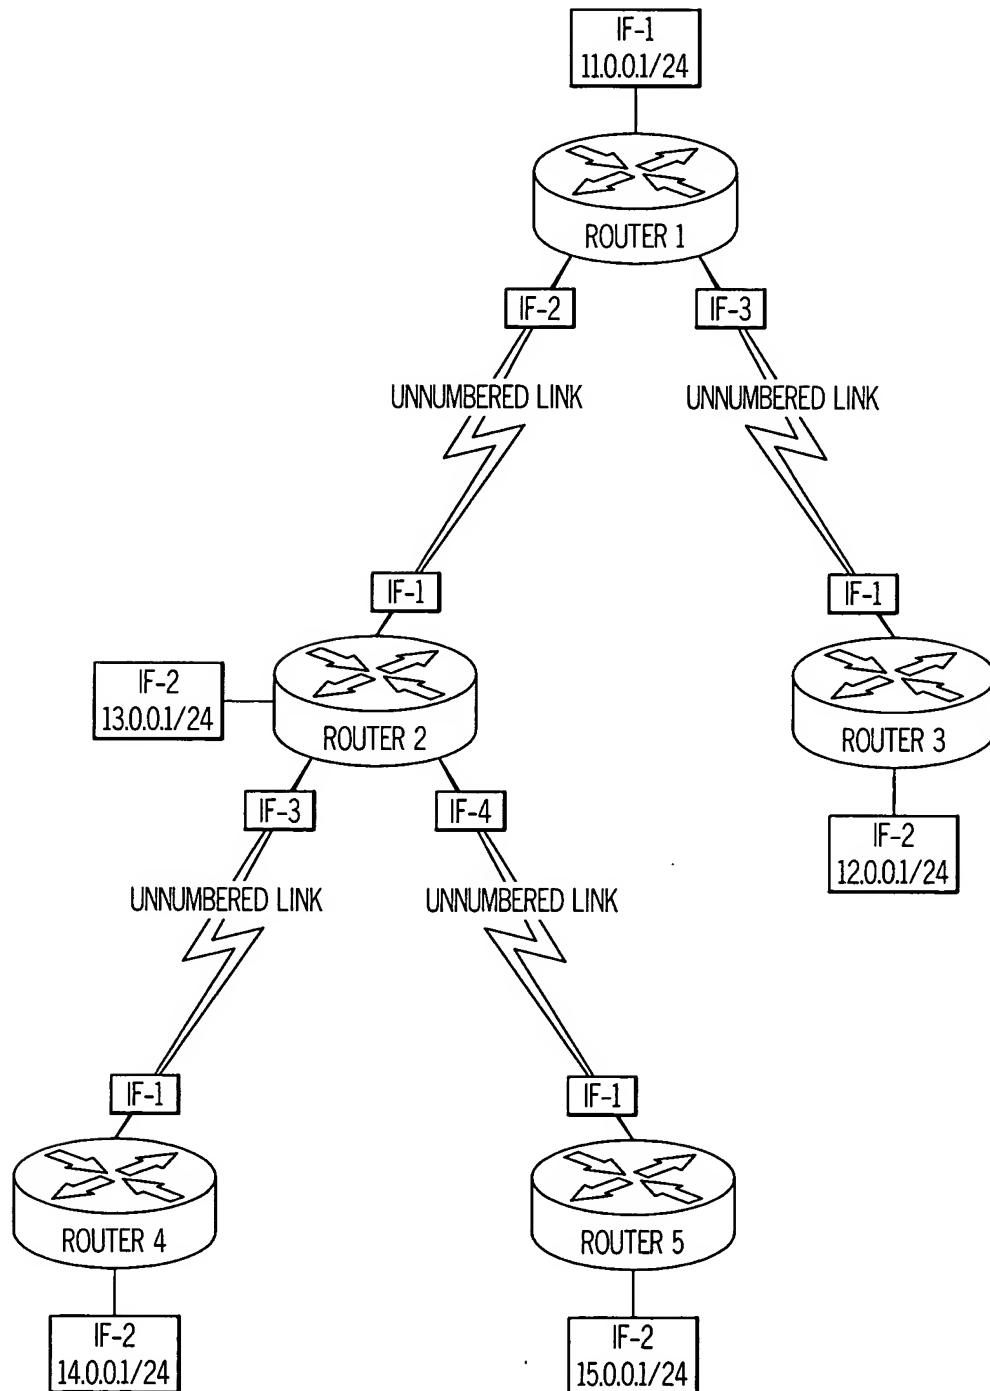 IF-1
11.0.0.1/24
ROUTER 1
IF-2
IF-3
UNNUMBERED LINK
UNNUMBERED LINK
IF-1
IF-1
IF-2
13.0.0.1/24
ROUTER 2
ROUTER 3
IF-3
IF-4
IF-2
12.0.0.1/24
UNNUMBERED LINK
UNNUMBERED LINK
IF-1
IF-1
ROUTER 4
ROUTER 5
IF-2
14.0.0.1/24
IF-2
15.0.0.1/24